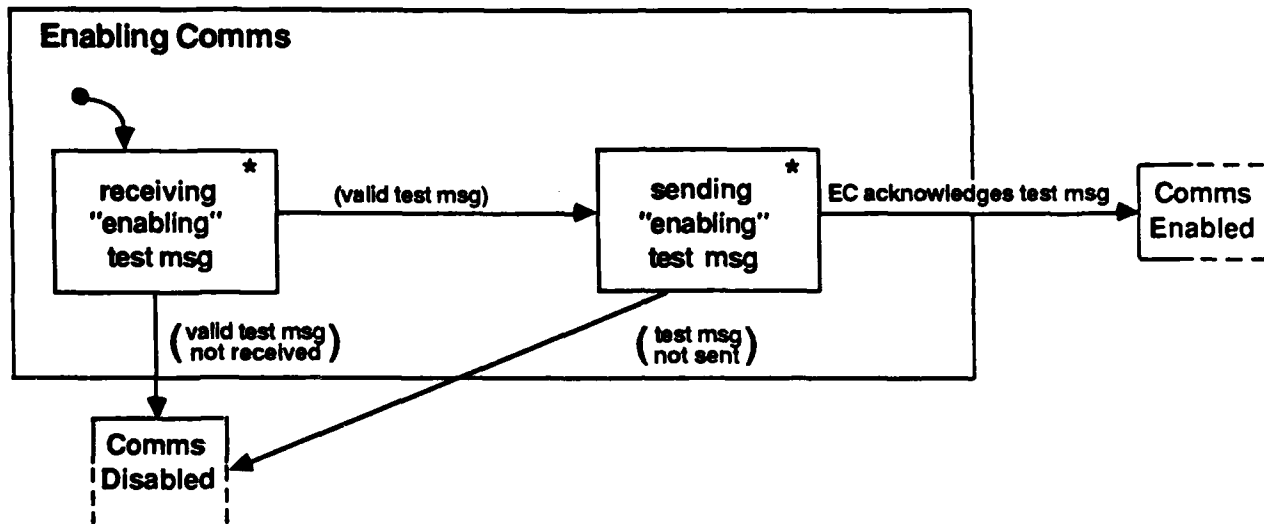 Enabling Comms
*
receiving
"enabling"
test msg
(valid test msg)
*
sending
"enabling"
test msg
EC acknowledges test msg
Comms
Enabled
(valid test msg
not received)
(test msg
not sent)
Comms
Disabled